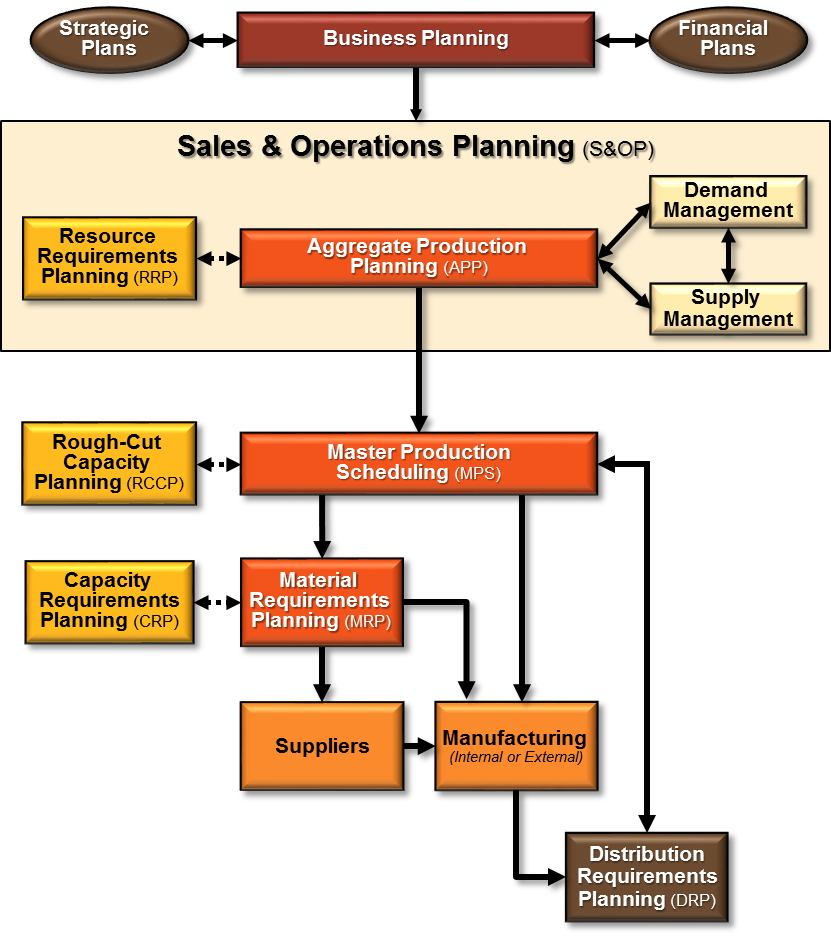 Strategic
Plans
Business Planning
Financial
Plans
Sales & Operations Planning (S&OP)
Demand
Management
Resource
Requirements
Planning (RRP)
Aggregate Production
Planning (APP)
Supply
Management
Rough-Cut
Capacity
Planning (RCCP)
Master Production
Scheduling (MPS)
Capacity
Requirements
Planning (CRP)
Material
Requirements
Planning (MRP)
Suppliers
Manufacturing
(Internal or External)
Distribution
Requirements
Planning (DRP)